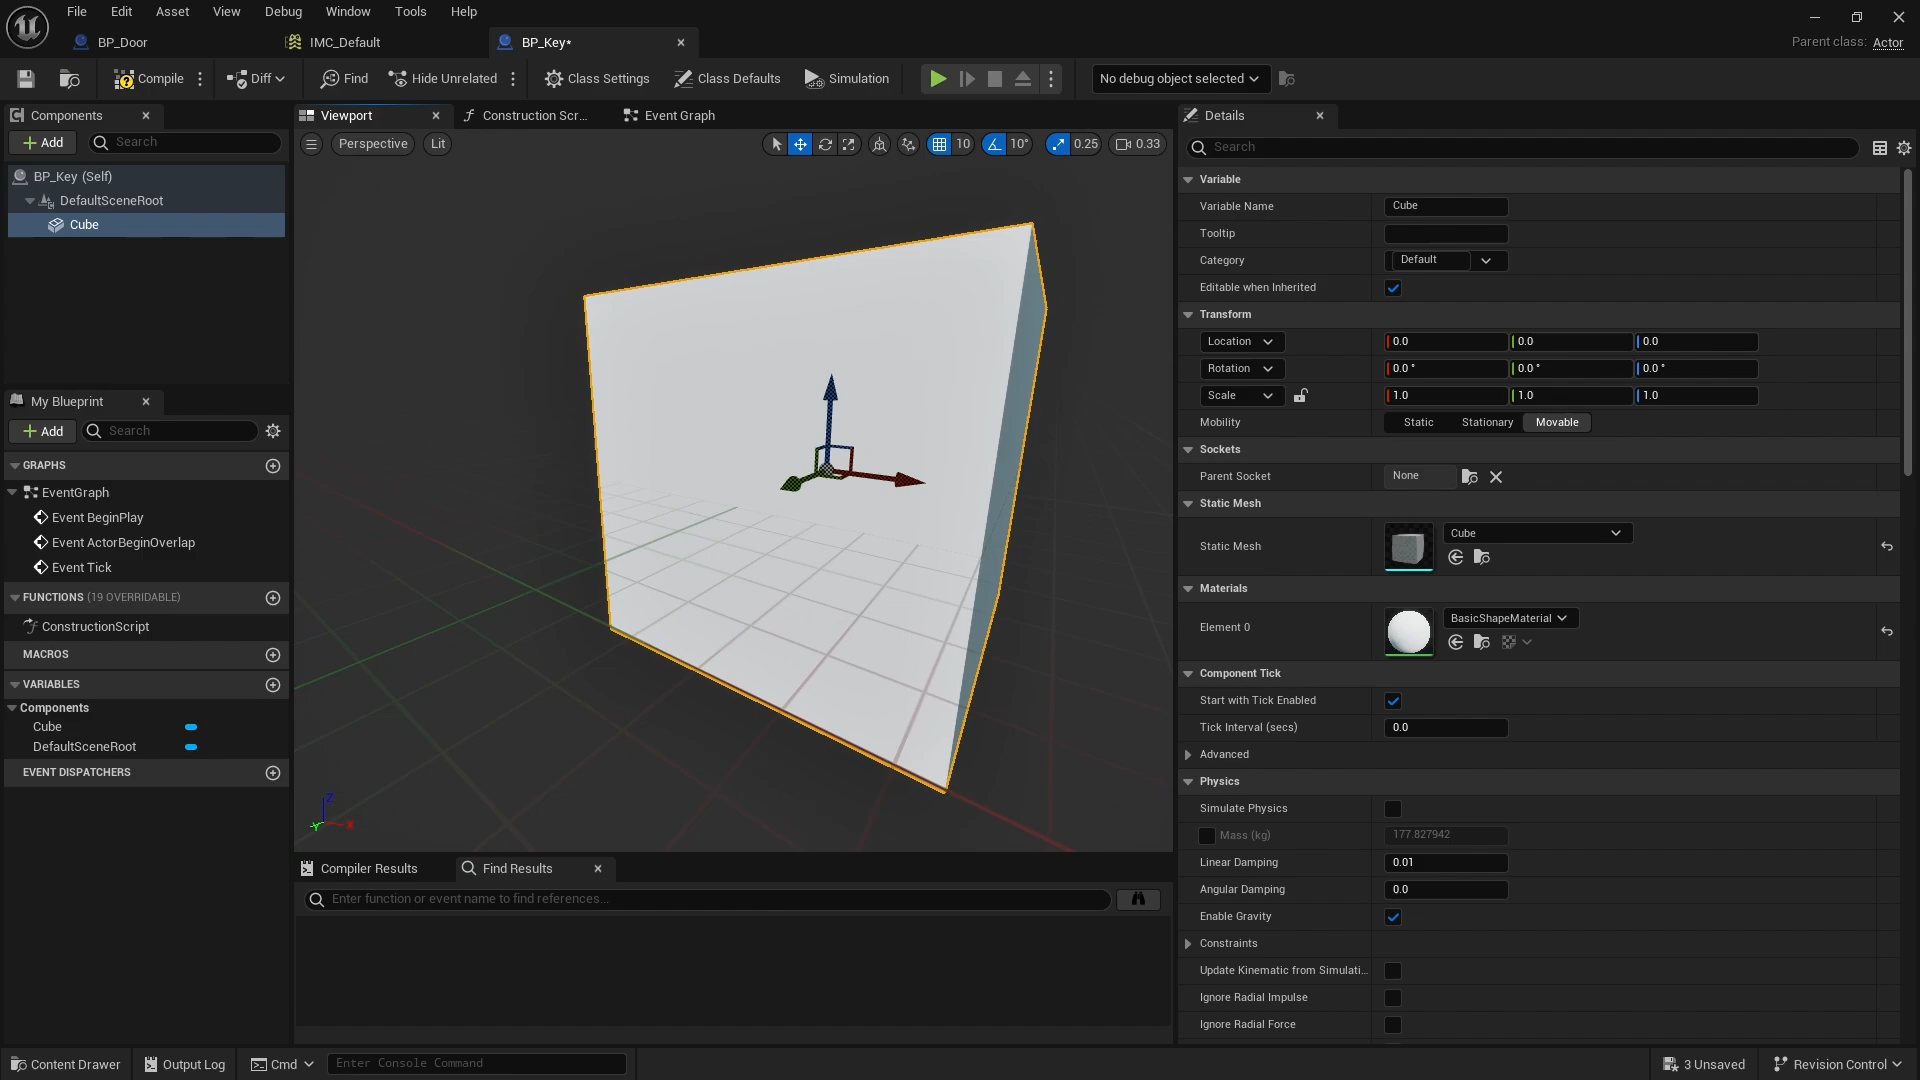 File Edit Asset View Debug Window Tools Help
BP_Door IMC_Default BP_Key*
Parent class: Actor
Compile Diff Find Hide Unrelated Class Settings Class Defaults Simulation No debug object selected
Components
Add Search
BP_Key (Self)
DefaultSceneRoot
Cube
My Blueprint
Add Search
GRAPHS
EventGraph
Event BeginPlay
Event ActorBeginOverlap
Event Tick
FUNCTIONS (19 OVERRIDABLE)
ConstructionScript
MACROS
VARIABLES
Components
Cube
DefaultSceneRoot
EVENT DISPATCHERS
Viewport Construction Scr... Event Graph
Perspective Lit 10 10° 0.25 0.33
Z
Y X
Compiler Results Find Results
Enter function or event name to find references...
Details
Search
Variable
Variable Name Cube
Tooltip
Category Default
Editable when Inherited
Transform
Location 0.0 0.0 0.0
Rotation 0.0 ° 0.0 ° 0.0 °
Scale 1.0 1.0 1.0
Mobility Static Stationary Movable
Sockets
Parent Socket None
Static Mesh
Static Mesh Cube
Materials
Element 0 BasicShapeMaterial
Component Tick
Start with Tick Enabled
Tick Interval (secs) 0.0
Advanced
Physics
Simulate Physics
Mass (kg) 177.827942
Linear Damping 0.01
Angular Damping 0.0
Enable Gravity
Constraints
Update Kinematic from Simulati...
Ignore Radial Impulse
Ignore Radial Force
Content Drawer Output Log Cmd Enter Console Command 3 Unsaved Revision Control